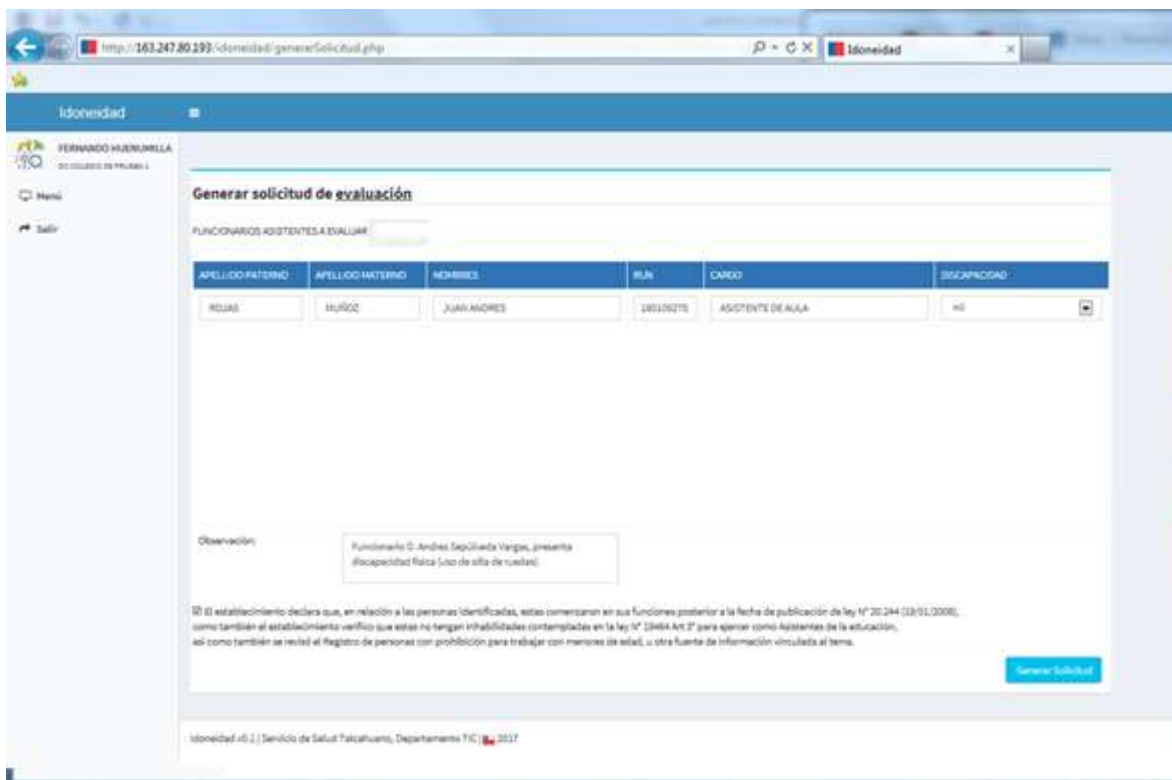 http://163.247.80.193/idoneidad/generarSolicitud.php
Idoneidad
Idoneidad
FERNANDO HUENUMILLA
DC COLEGIO DE PRUEBA 1
Menú
Salir
Generar solicitud de evaluación
FUNCIONARIOS ASISTENTES A EVALUAR
APELLIDO PATERNO APELLIDO MATERNO NOMBRES RUN CARGO DISCAPACIDAD
ROJAS MUÑOZ JUAN ANDRES ASISTENTE DE AULA
Observación:
Funcionario D. Andres Sepúlveda Vargas, presenta
discapacidad física (uso de silla de ruedas).
El establecimiento declara que, en relación a las personas identificadas, estas comenzaron en sus funciones posterior a la fecha de publicación de ley N° 20.244 (19/01/2008),
como también el establecimiento verifico que estas no tengan inhabilidades contempladas en la ley N° 19464 Art 3° para ejercer como Asistentes de la educación,
asi como también se revisó el Registro de personas con prohibición para trabajar con menores de edad, u otra fuente de información vinculada al tema.
Generar Solicitud
Idoneidad v0.1 | Servicio de Salud Talcahuano, Departamento TIC | 2017